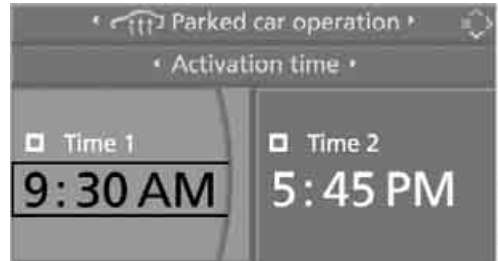 Parked car operation
Activation time
Time 1
9:30 AM
Time 2
5:45 PM